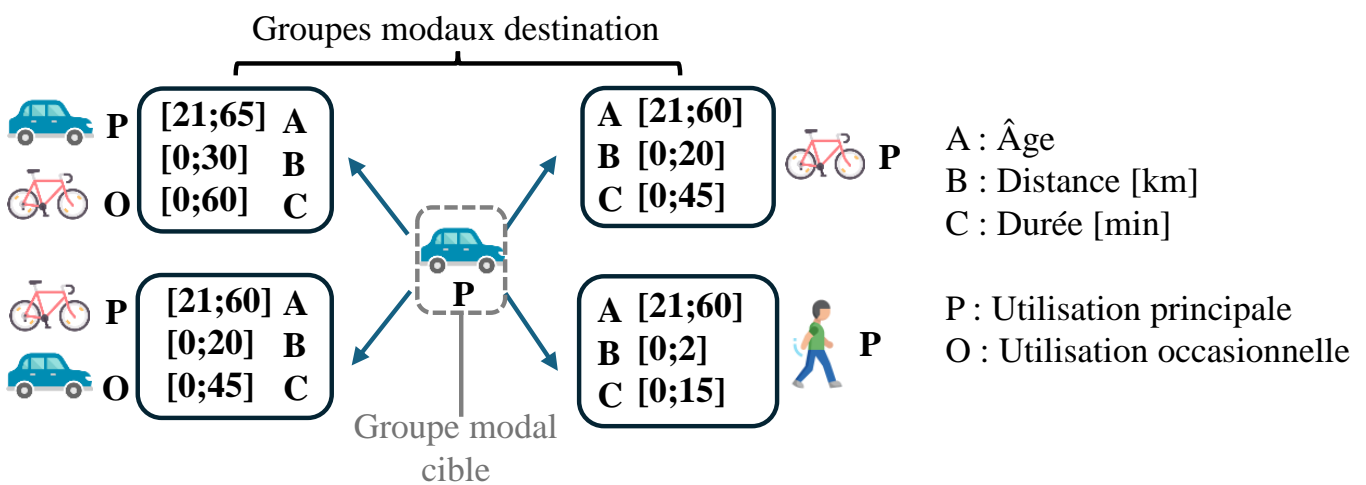 Groupes modaux destination
P [21;65] A
[0;30] B
O [0;60] C
A [21;60]
B [0;20] P
C [0;45]
A : Âge
B : Distance [km]
C : Durée [min]
P
P [21;60] A
[0;20] B
O [0;45] C
A [21;60]
B [0;2] P
C [0;15]
P : Utilisation principale
O : Utilisation occasionnelle
Groupe modal
cible